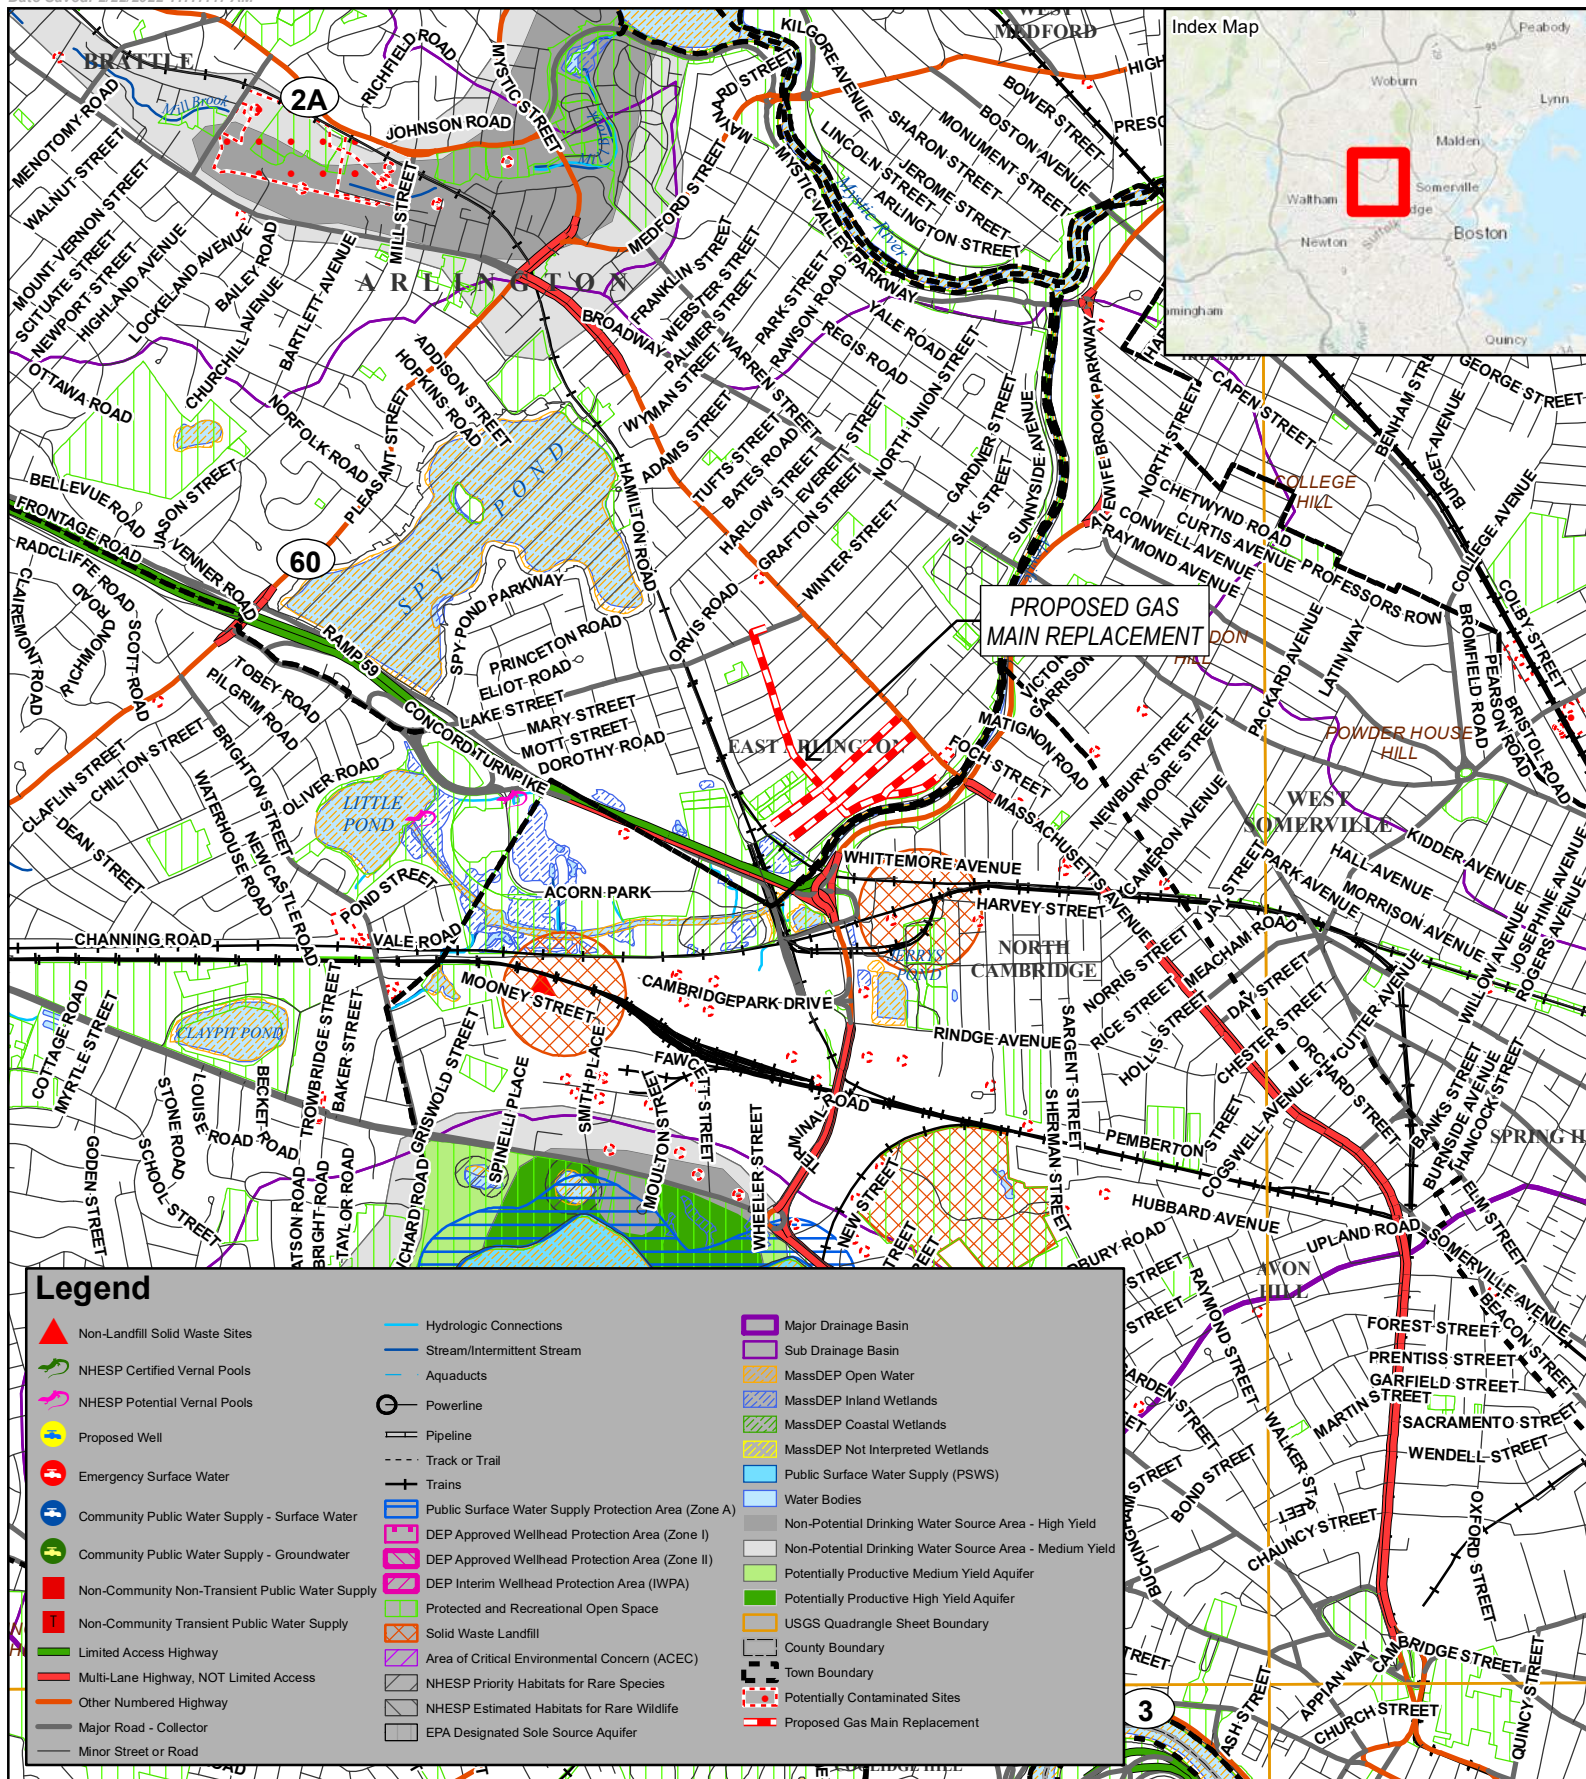 Index Map
Peabody
Woburn
Lynn
Malden
Waltham
Somerville
Newton
Suffolk
Boston
Quincy
BRATTLE
2A
RICHFIELD ROAD
MYSTIC STREET
Mill Brook
JOHNSON ROAD
MENOTOMY ROAD
WALNUT STREET
MOUNT VERNON STREET
SCITUATE STREET
NEWPORT STREET
HIGHLAND AVENUE
LOCKELAND AVENUE
BAILEY ROAD
CHURCHILL AVENUE
BARTLETT AVENUE
MILL STREET
ARLINGTON
MEDFORD STREET
KILGORE AVENUE
WEST
MEDFORD
BOWER STREET
BOSTON AVENUE
MONUMENT STREET
SHARON STREET
LINCOLN STREET
JEROME STREET
ARLINGTON STREET
MYSTIC VALLEY PARKWAY
Mystic River
FRANKLIN STREET
WEBSTER STREET
PALMER STREET
BROADWAY
WARREN STREET
PARK STREET
RAWSON ROAD
REGIS ROAD
YALE ROAD
WYMAN STREET
ADAMS STREET
TUFTS STREET
BATES ROAD
HARLOW STREET
EVERETT STREET
GRAFTON STREET
NORTH UNION STREET
WINTER STREET
GARDNER STREET
SILK STREET
SUNNYSIDE AVENUE
ALEWIFE BROOK PARKWAY
NORTH STREET
CAPEN STREET
GEORGE STREET
BENHAM STREET
BURGET AVENUE
COLLEGE AVENUE
COLLEGE
HILL
CHETWYND ROAD
CURTIS AVENUE
CONWELL AVENUE
RAYMOND AVENUE
PROFESSORS ROW
COLBY STREET
BROMFIELD ROAD
PEARSON ROAD
BRISTOL ROAD
PACKARD AVENUE
LATIN WAY
POWDER HOUSE
HILL
PROPOSED GAS
MAIN REPLACEMENT
OTTAWA ROAD
NORFOLK ROAD
ADDISON STREET
HOPKINS ROAD
PLEASANT STREET
JASON STREET
BELLEVUE ROAD
FRONTAGE ROAD
VENNER ROAD
RADCLIFFE ROAD
60
SPY POND
HAMILTON ROAD
SPY POND PARKWAY
PRINCETON ROAD
ELIOT ROAD
LAKE STREET
MARY STREET
MOTT STREET
DOROTHY ROAD
ORVIS ROAD
RAMP 59
CONCORD TURNPIKE
CLAIREMONT ROAD
RICHMOND ROAD
SCOTT ROAD
TOBEY ROAD
PILGRIM ROAD
BRIGHTON STREET
OLIVER ROAD
CLAFLIN STREET
CHILTON STREET
DEAN STREET
WATERHOUSE ROAD
NEWCASTLE ROAD
LITTLE
POND
POND STREET
EAST ARLINGTON
FOCH STREET
MATIGNON ROAD
GARRISON
NEWBURY STREET
MOORE STREET
CAMERON AVENUE
MASSACHUSETTS AVENUE
WEST
SOMERVILLE
JAY STREET
PARK AVENUE
HALL AVENUE
KIDDER AVENUE
MORRISON AVENUE
WILLOW AVENUE
JOSEPHINE AVENUE
ROGERS AVENUE
ACORN PARK
WHITTEMORE AVENUE
HARVEY STREET
CHANNING ROAD
VALE ROAD
NORTH
CAMBRIDGE
JERRYS
POND
MOONEY STREET
CAMBRIDGEPARK DRIVE
RINDGE AVENUE
NORRIS STREET
RICE STREET
HOLLIS STREET
MEACHAM ROAD
DAY STREET
CHESTER STREET
CUTTER AVENUE
ORCHARD STREET
CLAYPIT POND
COTTAGE ROAD
MYRTLE STREET
STONE ROAD
LOUISE ROAD
BECKET ROAD
TROWBRIDGE STREET
BAKER STREET
GRISWOLD STREET
SPINELLI PLACE
SMITH PLACE
FAWCETT STREET
MOULTON STREET
WHEELER STREET
TERMINAL ROAD
NEW STREET
SARGENT STREET
SHERMAN STREET
PEMBERTON
COGSWELL AVENUE
HUBBARD AVENUE
BANKS STREET
BURNSIDE AVENUE
HANCOCK STREET
ELM STREET
UPLAND ROAD
SOMERVILLE AVENUE
BEACON STREET
GODEN STREET
SCHOOL STREET
BRIGHT ROAD
TAYLOR ROAD
AVON
HILL
RAYMOND STREET
FOREST STREET
PRENTISS STREET
GARFIELD STREET
MARTIN STREET
SACRAMENTO STREET
WENDELL STREET
WALKER STREET
BOND STREET
CHAUNCY STREET
OXFORD STREET
ASH STREET
APPIAN WAY
CHURCH STREET
QUINCY STREET
3
Legend
Non-Landfill Solid Waste Sites
NHESP Certified Vernal Pools
NHESP Potential Vernal Pools
Proposed Well
Emergency Surface Water
Community Public Water Supply - Surface Water
Community Public Water Supply - Groundwater
Non-Community Non-Transient Public Water Supply
T
Non-Community Transient Public Water Supply
Limited Access Highway
Multi-Lane Highway, NOT Limited Access
Other Numbered Highway
Major Road - Collector
Minor Street or Road
Hydrologic Connections
Stream/Intermittent Stream
Aquaducts
Powerline
Pipeline
Track or Trail
Trains
Public Surface Water Supply Protection Area (Zone A)
DEP Approved Wellhead Protection Area (Zone I)
DEP Approved Wellhead Protection Area (Zone II)
DEP Interim Wellhead Protection Area (IWPA)
Protected and Recreational Open Space
Solid Waste Landfill
Area of Critical Environmental Concern (ACEC)
NHESP Priority Habitats for Rare Species
NHESP Estimated Habitats for Rare Wildlife
EPA Designated Sole Source Aquifer
Major Drainage Basin
Sub Drainage Basin
MassDEP Open Water
MassDEP Inland Wetlands
MassDEP Coastal Wetlands
MassDEP Not Interpreted Wetlands
Public Surface Water Supply (PSWS)
Water Bodies
Non-Potential Drinking Water Source Area - High Yield
Non-Potential Drinking Water Source Area - Medium Yield
Potentially Productive Medium Yield Aquifer
Potentially Productive High Yield Aquifer
USGS Quadrangle Sheet Boundary
County Boundary
Town Boundary
Potentially Contaminated Sites
Proposed Gas Main Replacement